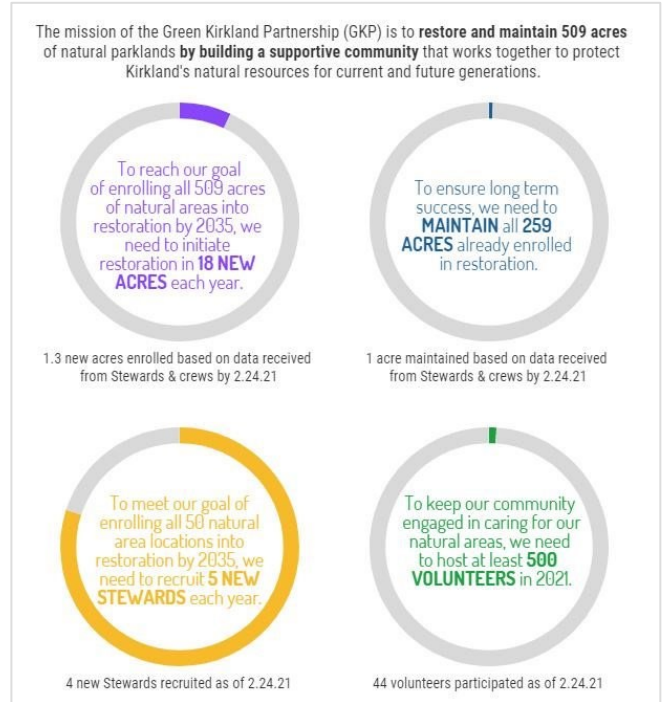 The mission of the Green Kirkland Partnership (GKP) is to restore and maintain 509 acres
of natural parklands by building a supportive community that works together to protect
Kirkland's natural resources for current and future generations.
To reach our goal
of enrolling all 509 acres
of natural areas into
restoration by 2035, we
need to initiate
restoration in 18 NEW
ACRES each year.
1.3 new acres enrolled based on data received
from Stewards & crews by 2.24.21
To ensure long term
success, we need to
MAINTAIN all 259
ACRES already enrolled
in restoration.
1 acre maintained based on data received
from Stewards & crews by 2.24.21
To meet our goal of
enrolling all 50 natural
area locations into
restoration by 2035, we
need to recruit 5 NEW
STEWARDS each year.
4 new Stewards recruited as of 2.24.21
To keep our community
engaged in caring for our
natural areas, we need
to host at least 500
VOLUNTEERS in 2021.
44 volunteers participated as of 2.24.21